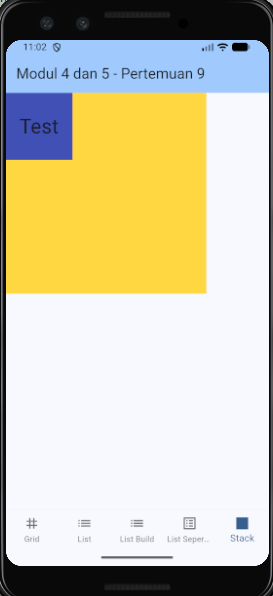 11:02
Modul 4 dan 5 - Pertemuan 9
Test
Grid List List Build List Seper... Stack